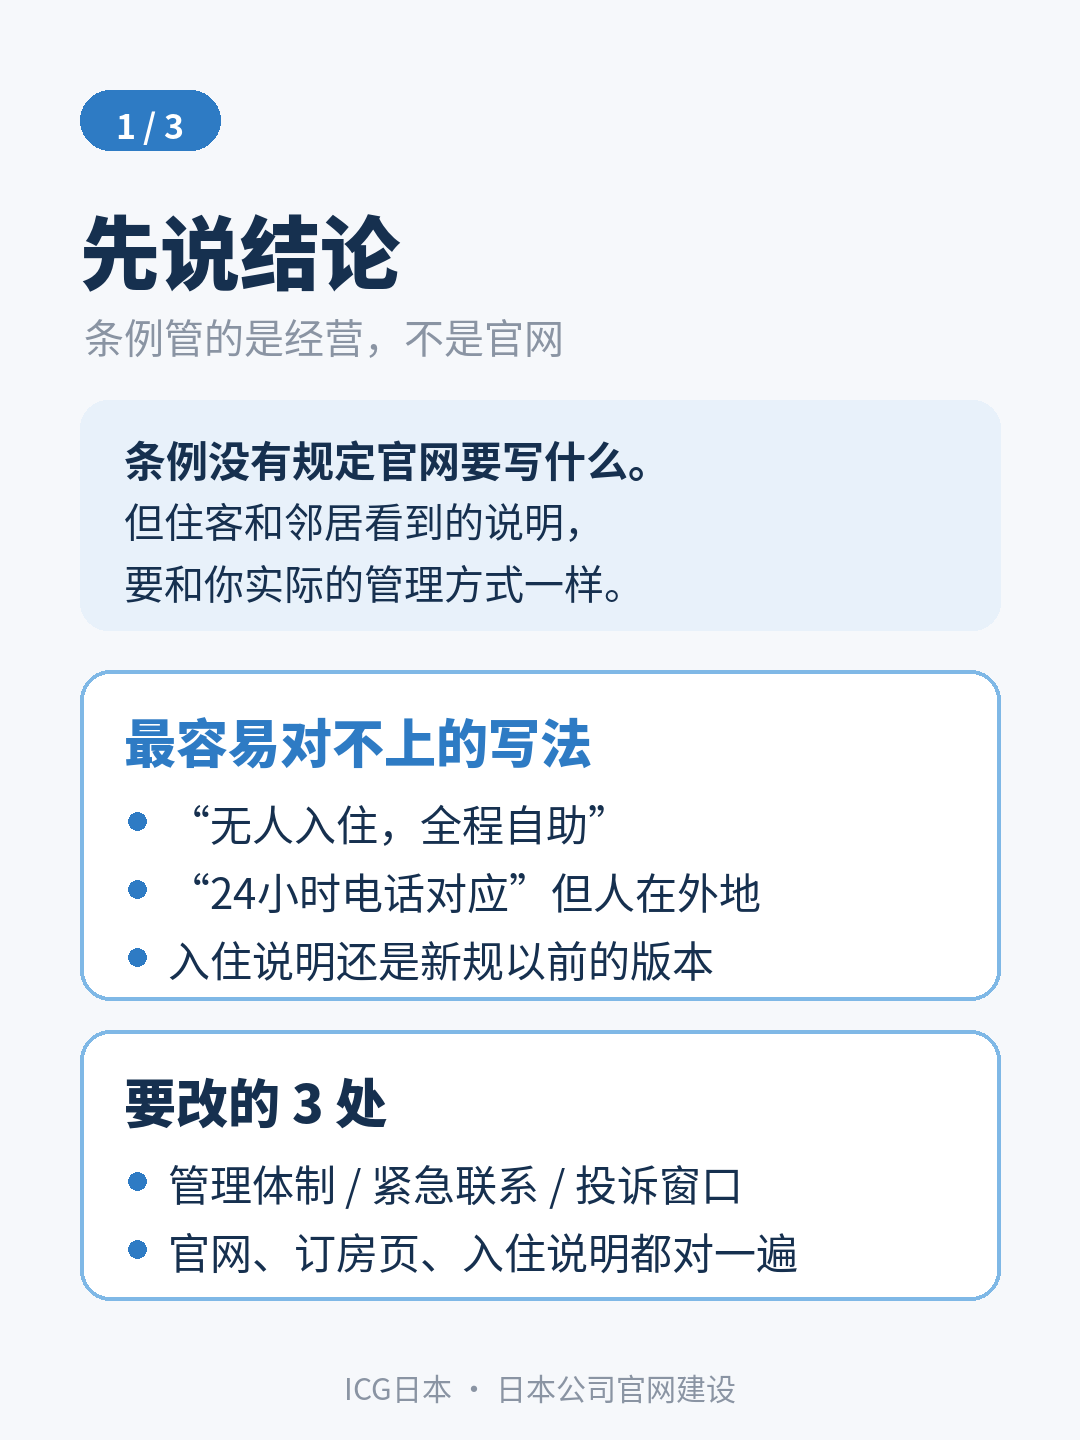 1 / 3
先说结论
条例管的是经营，不是官网
条例没有规定官网要写什么。
但住客和邻居看到的说明，
要和你实际的管理方式一样。
最容易对不上的写法
“无人入住，全程自助”
“24小时电话对应”但人在外地
入住说明还是新规以前的版本
要改的 3 处
管理体制 / 紧急联系 / 投诉窗口
官网、订房页、入住说明都对一遍
ICG日本 · 日本公司官网建设